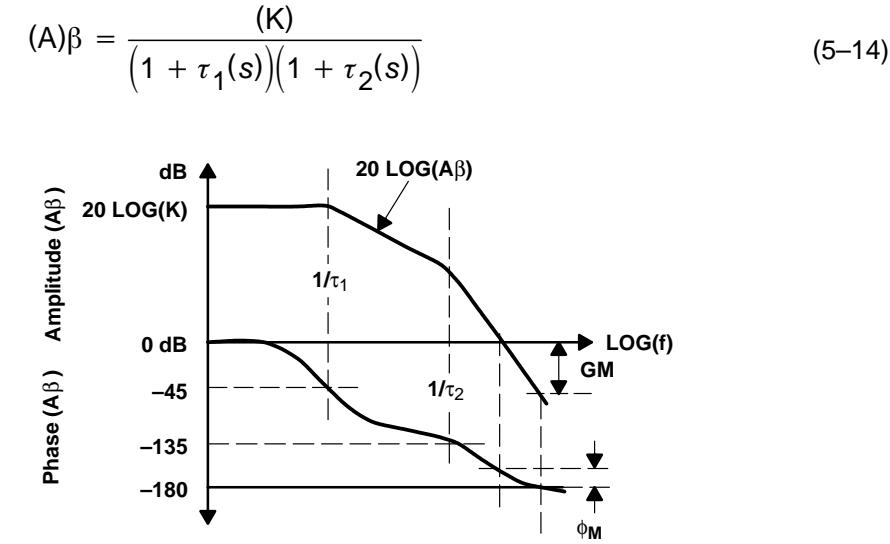 (A)β = (K) / (1 + τ1(s))(1 + τ2(s))
(5–14)
dB
20 LOG(Aβ)
20 LOG(K)
Amplitude (Aβ)
1/τ1
0 dB
LOG(f)
GM
–45
1/τ2
Phase (Aβ)
–135
–180
ϕM